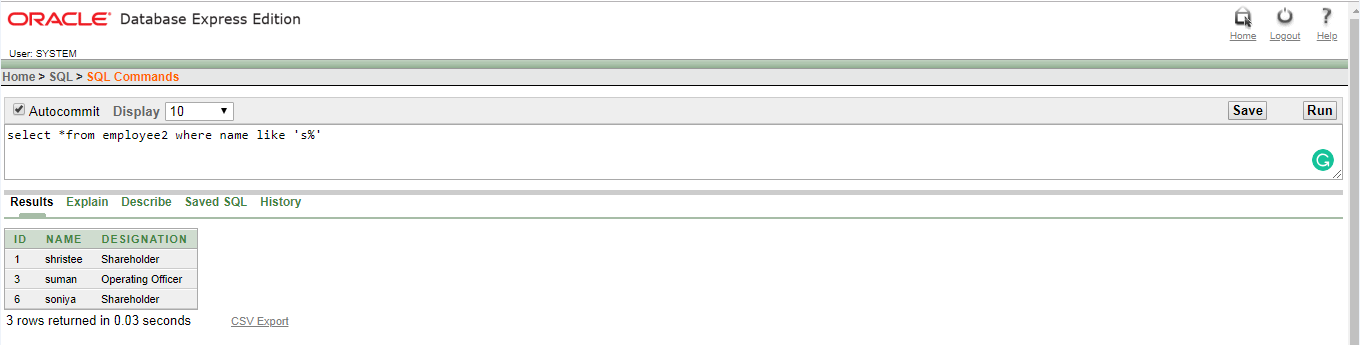 ORACLE® Database Express Edition
Home Logout Help
User: SYSTEM
Home > SQL > SQL Commands
Autocommit Display 10 Save Run
select *from employee2 where name like 's%'
Results Explain Describe Saved SQL History
ID NAME DESIGNATION
1 shristee Shareholder
3 suman Operating Officer
6 soniya Shareholder
3 rows returned in 0.03 seconds CSV Export